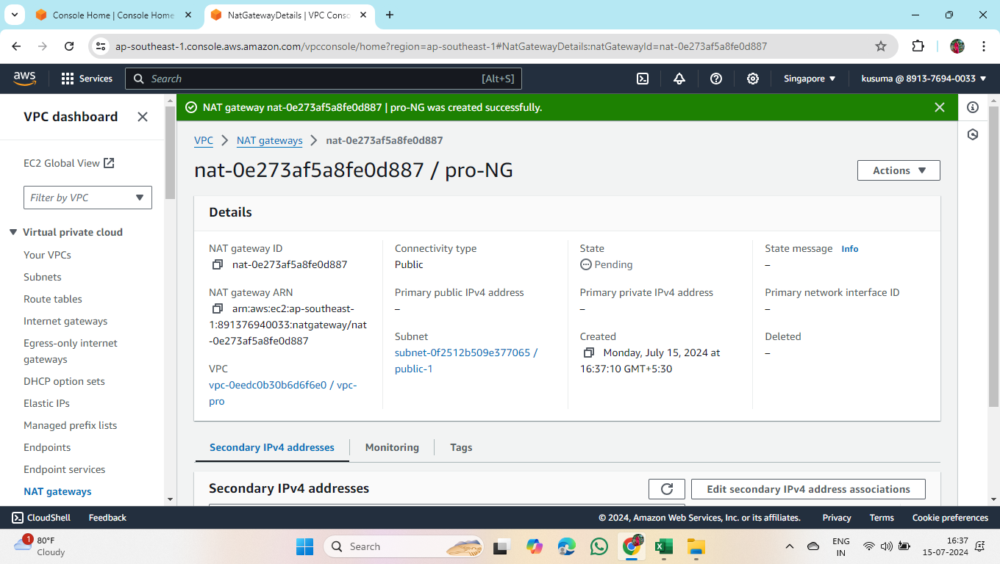 Console Home | Console Home
NatGatewayDetails | VPC Conso
ap-southeast-1.console.aws.amazon.com/vpcconsole/home?region=ap-southeast-1#NatGatewayDetails:natGatewayId=nat-0e273af5a8fe0d887
aws Services Search [Alt+S] Singapore kusuma @ 8913-7694-0033
VPC dashboard
EC2 Global View
Filter by VPC
Virtual private cloud
Your VPCs
Subnets
Route tables
Internet gateways
Egress-only internet
gateways
DHCP option sets
Elastic IPs
Managed prefix lists
Endpoints
Endpoint services
NAT gateways
NAT gateway nat-0e273af5a8fe0d887 | pro-NG was created successfully.
VPC NAT gateways nat-0e273af5a8fe0d887
nat-0e273af5a8fe0d887 / pro-NG
Actions
Details
NAT gateway ID
nat-0e273af5a8fe0d887
NAT gateway ARN
arn:aws:ec2:ap-southeast-
1:891376940033:natgateway/nat
-0e273af5a8fe0d887
VPC
vpc-0eedc0b30b6d6f6e0 / vpc-
pro
Connectivity type
Public
Primary public IPv4 address
–
Subnet
subnet-0f2512b509e377065 /
public-1
State
Pending
Primary private IPv4 address
–
Created
Monday, July 15, 2024 at
16:37:10 GMT+5:30
State message Info
–
Primary network interface ID
–
Deleted
–
Secondary IPv4 addresses Monitoring Tags
Secondary IPv4 addresses
Edit secondary IPv4 address associations
CloudShell Feedback © 2024, Amazon Web Services, Inc. or its affiliates. Privacy Terms Cookie preferences
1
80°F
Cloudy
Search
ENG
IN
16:37
15-07-2024